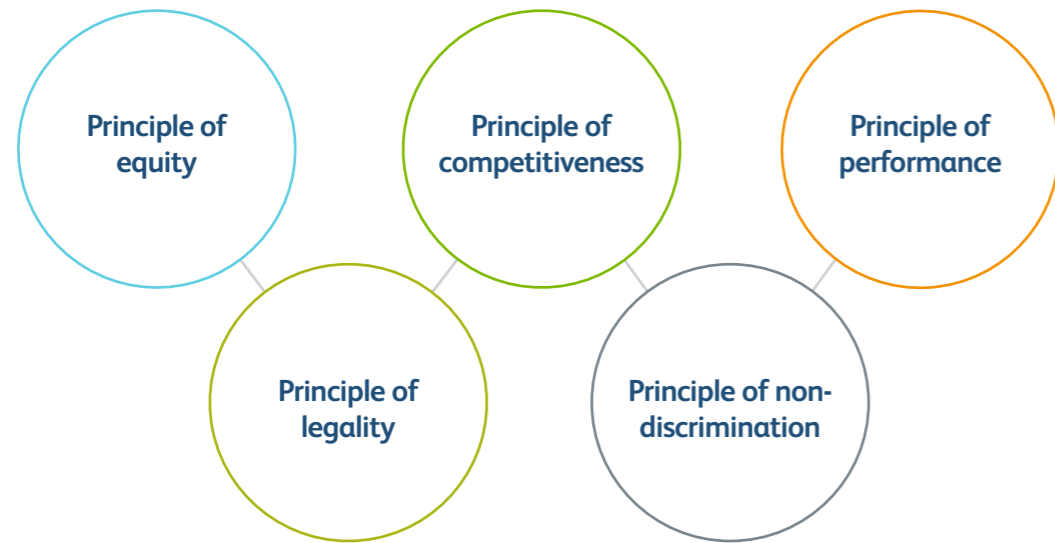 Principle of
equity
Principle of
legality
Principle of
competitiveness
Principle of non-
discrimination
Principle of
performance